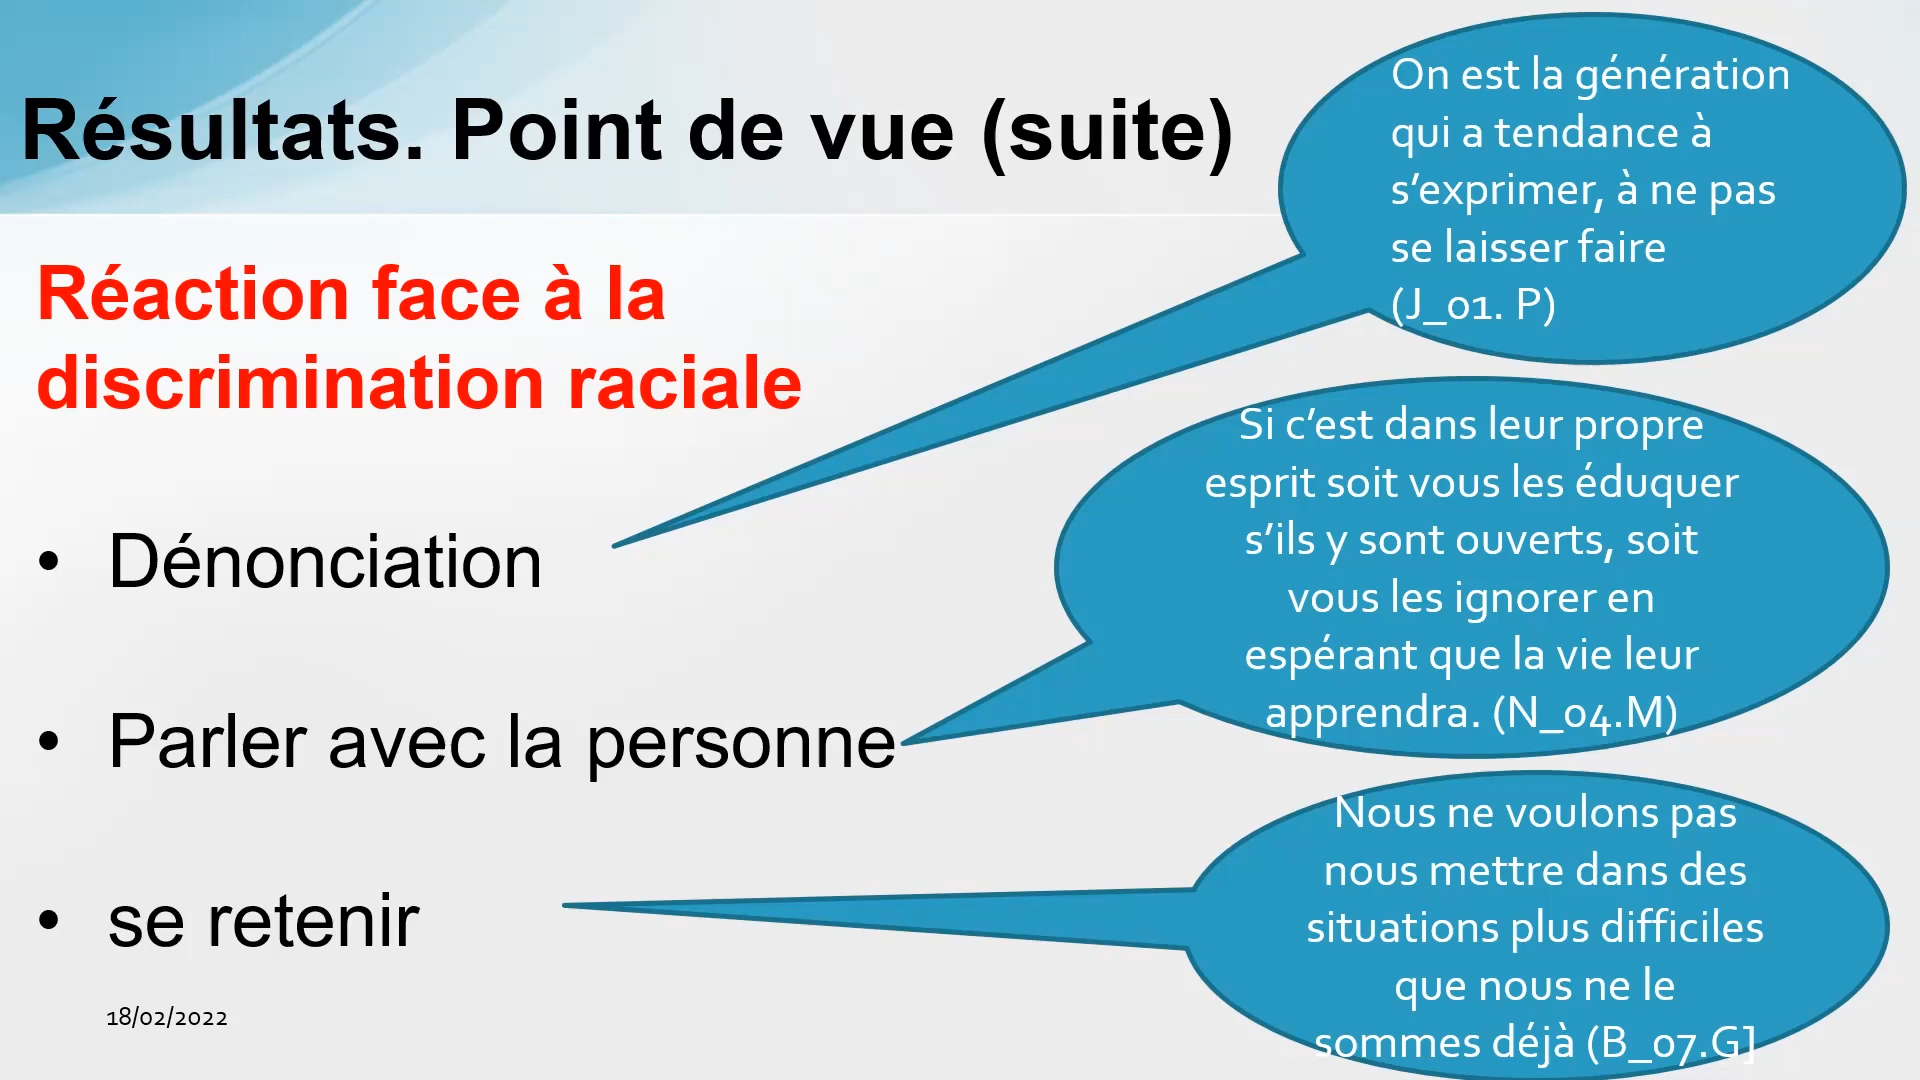 Résultats. Point de vue (suite)
Réaction face à la
discrimination raciale
• Dénonciation
• Parler avec la personne
• se retenir
18/02/2022
On est la génération
qui a tendance à
s’exprimer, à ne pas
se laisser faire
(J_01. P)
Si c’est dans leur propre
esprit soit vous les éduquer
s’ils y sont ouverts, soit
vous les ignorer en
espérant que la vie leur
apprendra. (N_04.M)
Nous ne voulons pas
nous mettre dans des
situations plus difficiles
que nous ne le
sommes déjà (B_07.G]